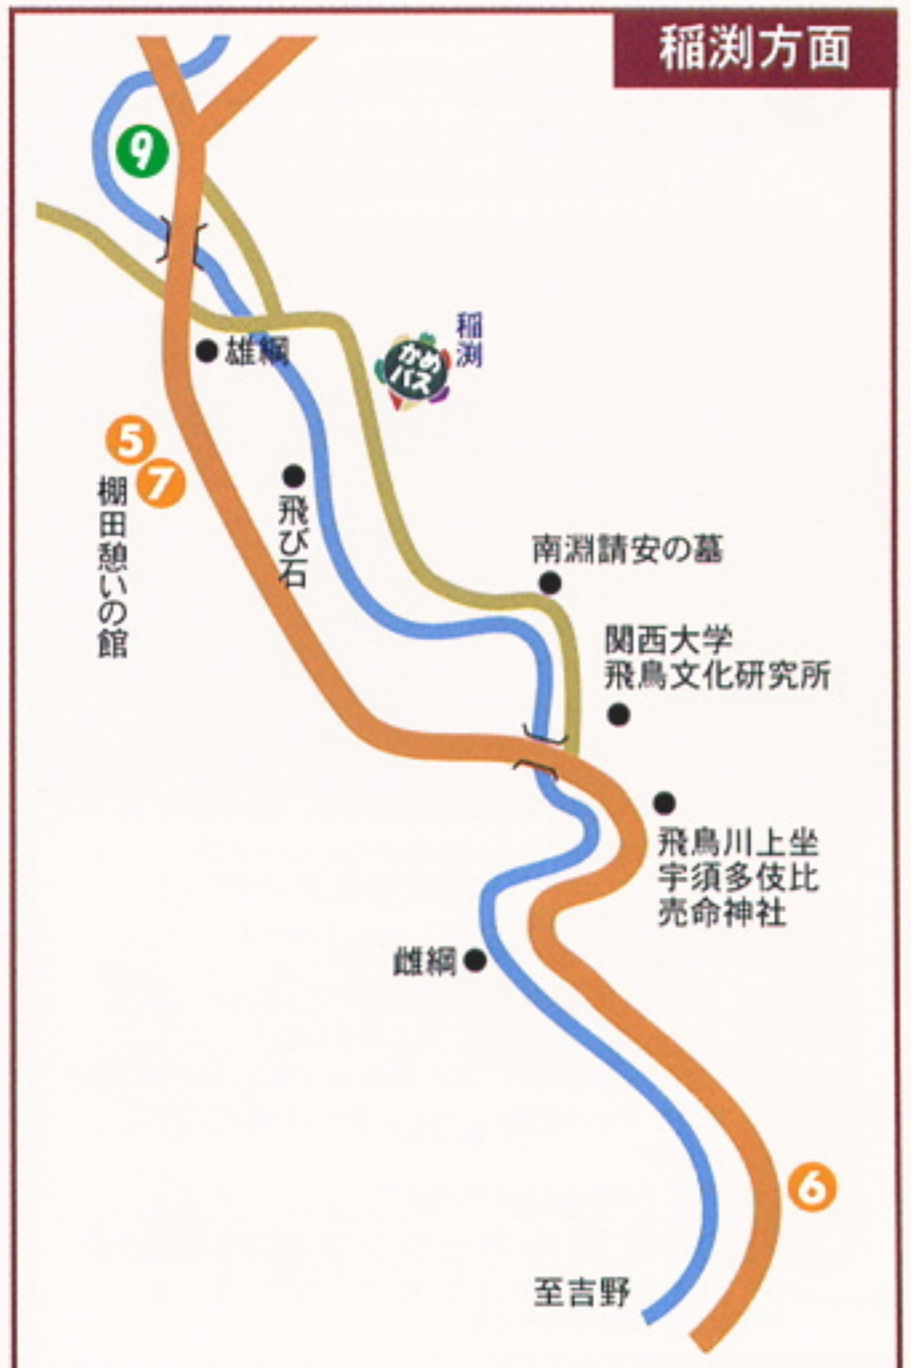 稲渕方面
9
稲渕
かめ
バス
雄綱
5
7
棚田憩いの館
飛び石
南淵請安の墓
関西大学
飛鳥文化研究所
飛鳥川上坐
宇須多伎比
売命神社
雌綱
6
至吉野